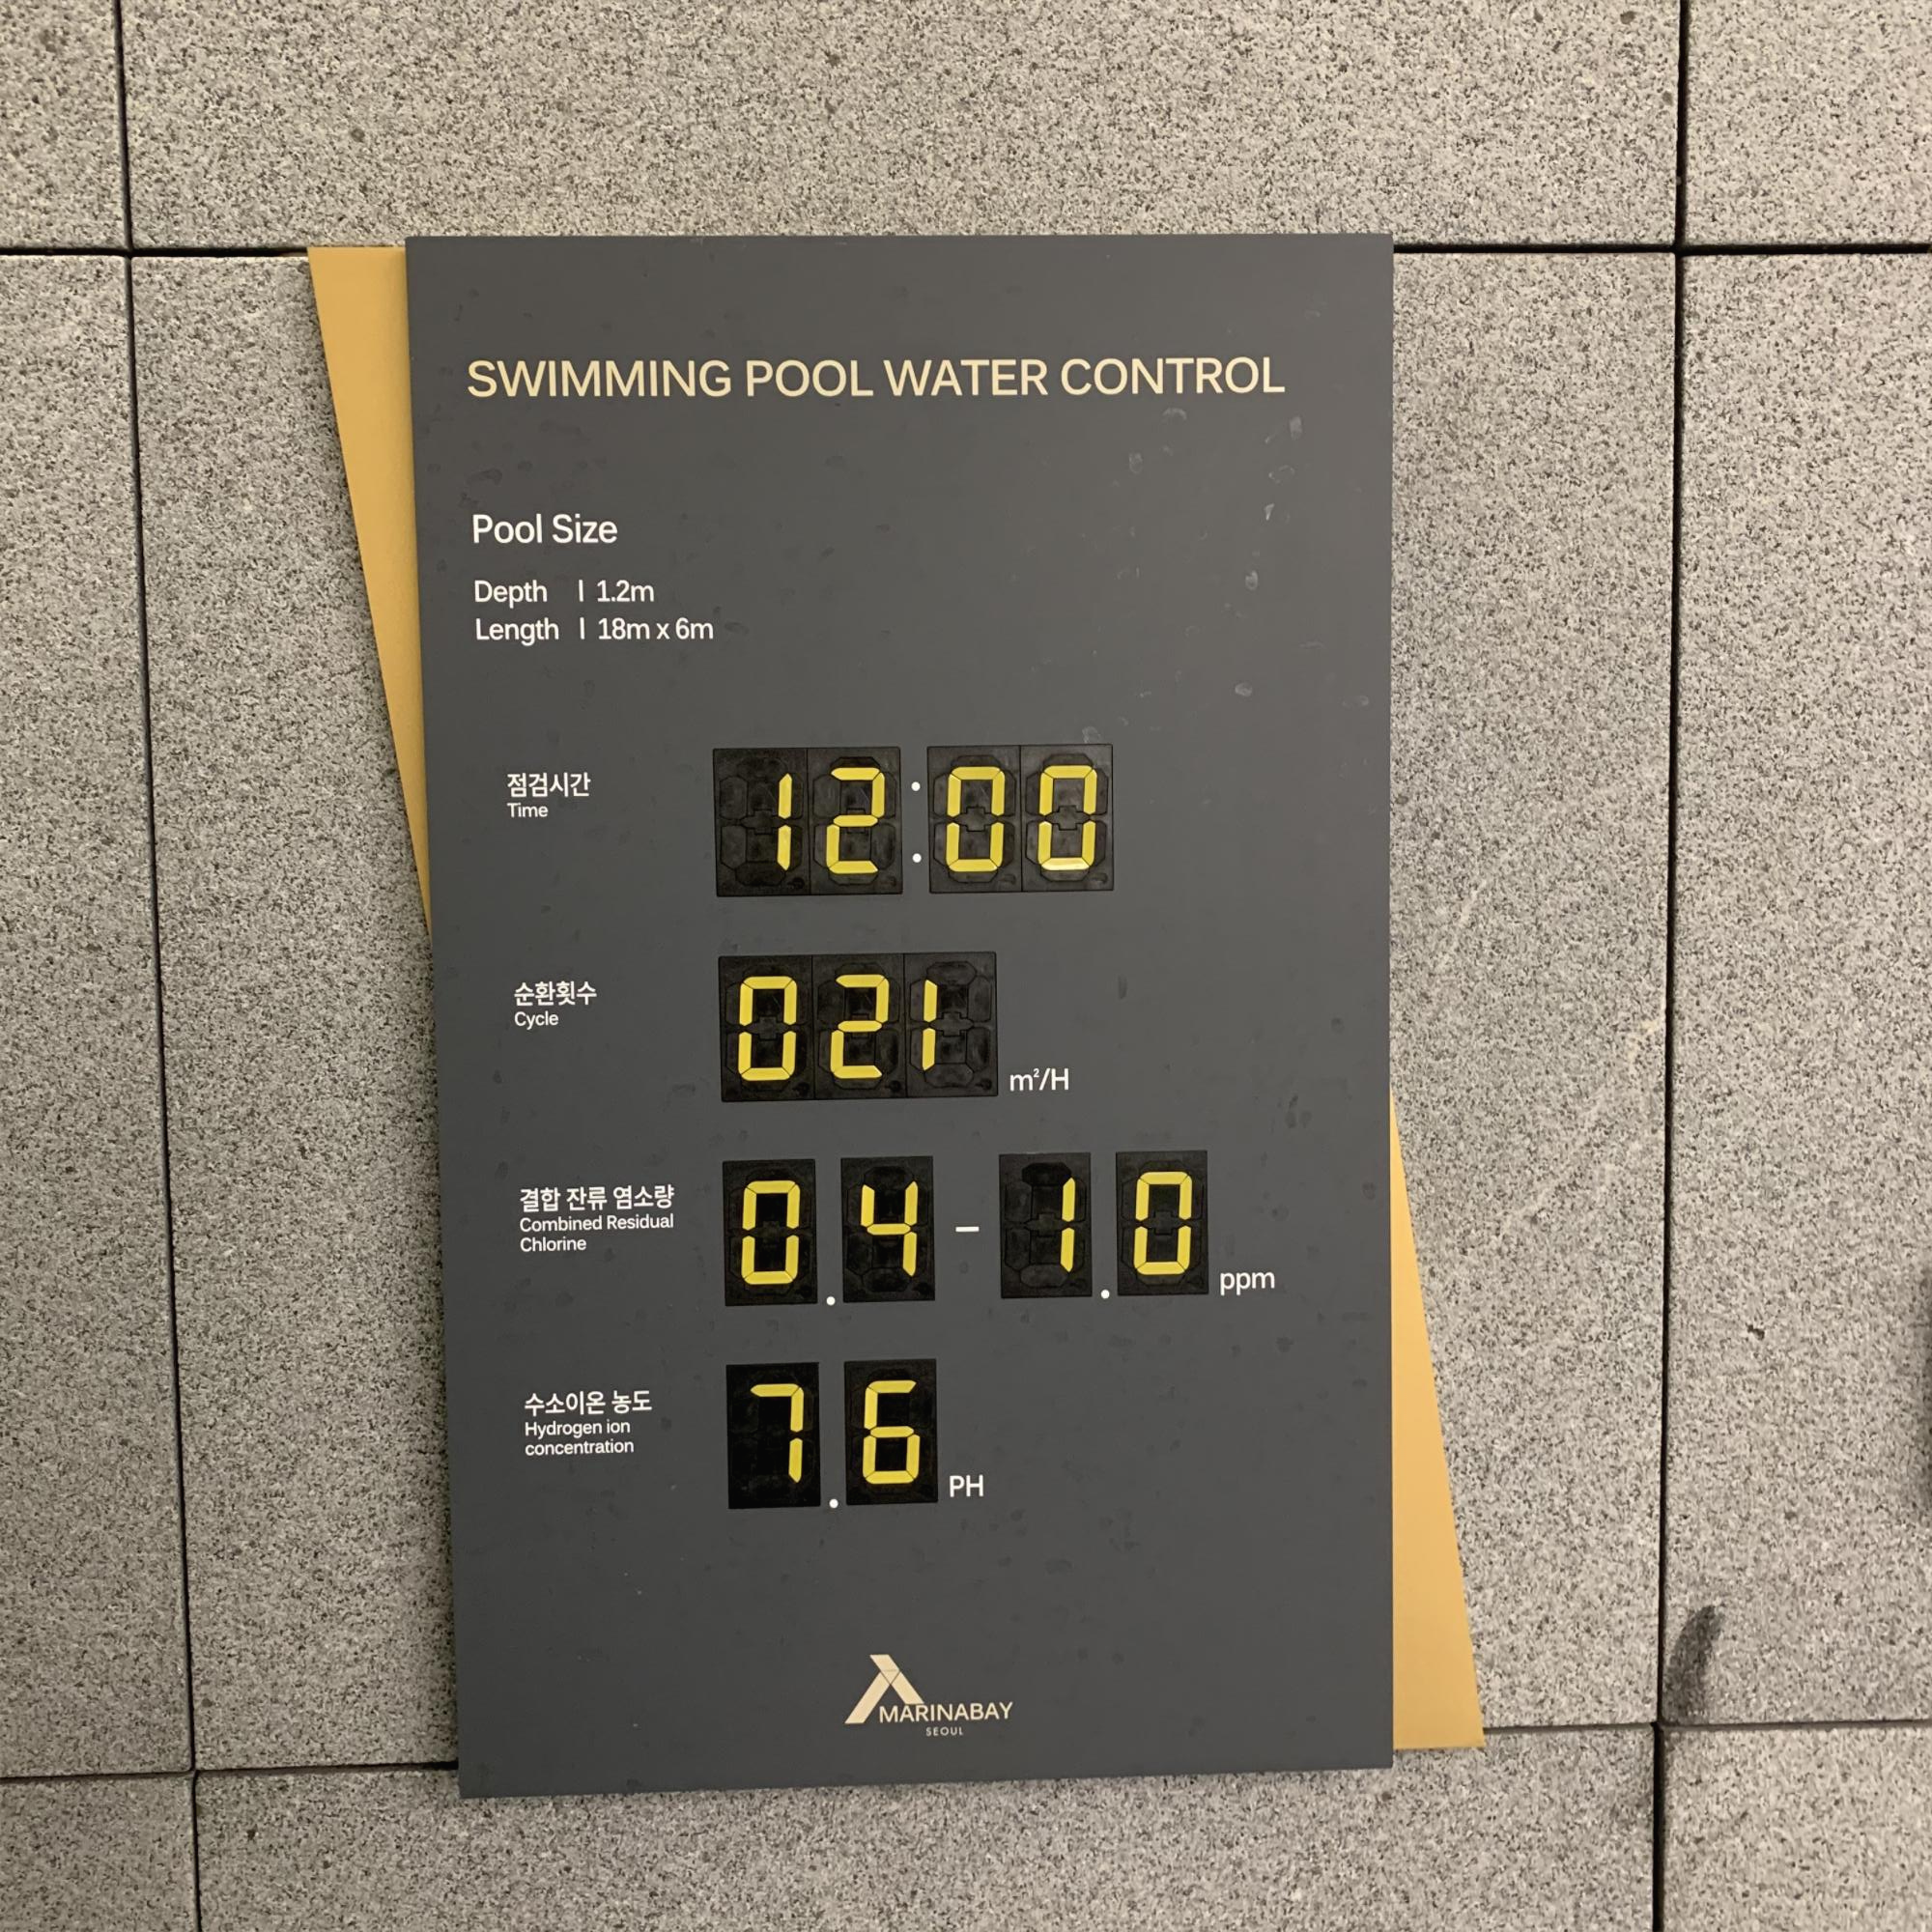 SWIMMING POOL WATER CONTROL
Pool Size
Depth | 1.2m
Length | 18m x 6m
점검시간 12:00
Time
순환횟수 021 m²/H
Cycle
결합 잔류 염소량 0.4 - 1.0 ppm
Combined Residual
Chlorine
수소이온 농도 7.6 PH
Hydrogen ion
concentration
MARINABAY
SEOUL